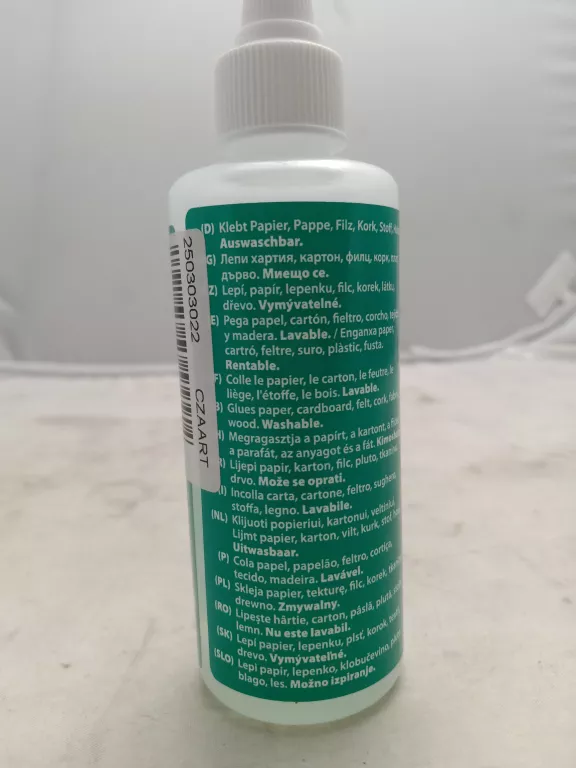 (D) Klebt Papier, Pappe, Filz, Kork, Stoff,
Auswaschbar.
G) Лепи хартия, картон, филц, корк,
дърво. Миещо се.
Z) Lepí, papír, lepenku, filc, korek, látku,
dřevo. Vymývatelné.
E) Pega papel, cartón, fieltro, corcho,
y madera. Lavable. / Enganxa paper,
cartró, feltre, suro, plàstic, fusta.
Rentable.
F) Colle le papier, le carton, le feutre, le
liège, l'étoffe, le bois. Lavable.
B) Glues paper, cardboard, felt, cork,
wood. Washable.
H) Megragasztja a papírt, a kartont, a
a parafát, az anyagot és a fát.
R) Lijepi papir, karton, filc, pluto,
drvo. Može se oprati.
(I) Incolla carta, cartone, feltro, sughero,
stoffa, legno. Lavabile.
(NL) Klijuoti popieriui, kartonui, veltinką,
Lijmt papier, karton, vilt, kurk, stof,
Uitwasbaar.
(P) Cola papel, papelão, feltro, cortiça,
tecido, madeira. Lavável.
(PL) Skleja papier, tekturę, filc, korek,
drewno. Zmywalny.
(RO) Lipește hârtie, carton, pâslă, plută,
lemn. Nu este lavabil.
(SK) Lepí papier, lepenku, plsť, korok,
drevo. Vymývateľné.
(SLO) Lepi papir, lepenko, klobučevino,
blago, les. Možno izpiranje.
250303022 CZAART